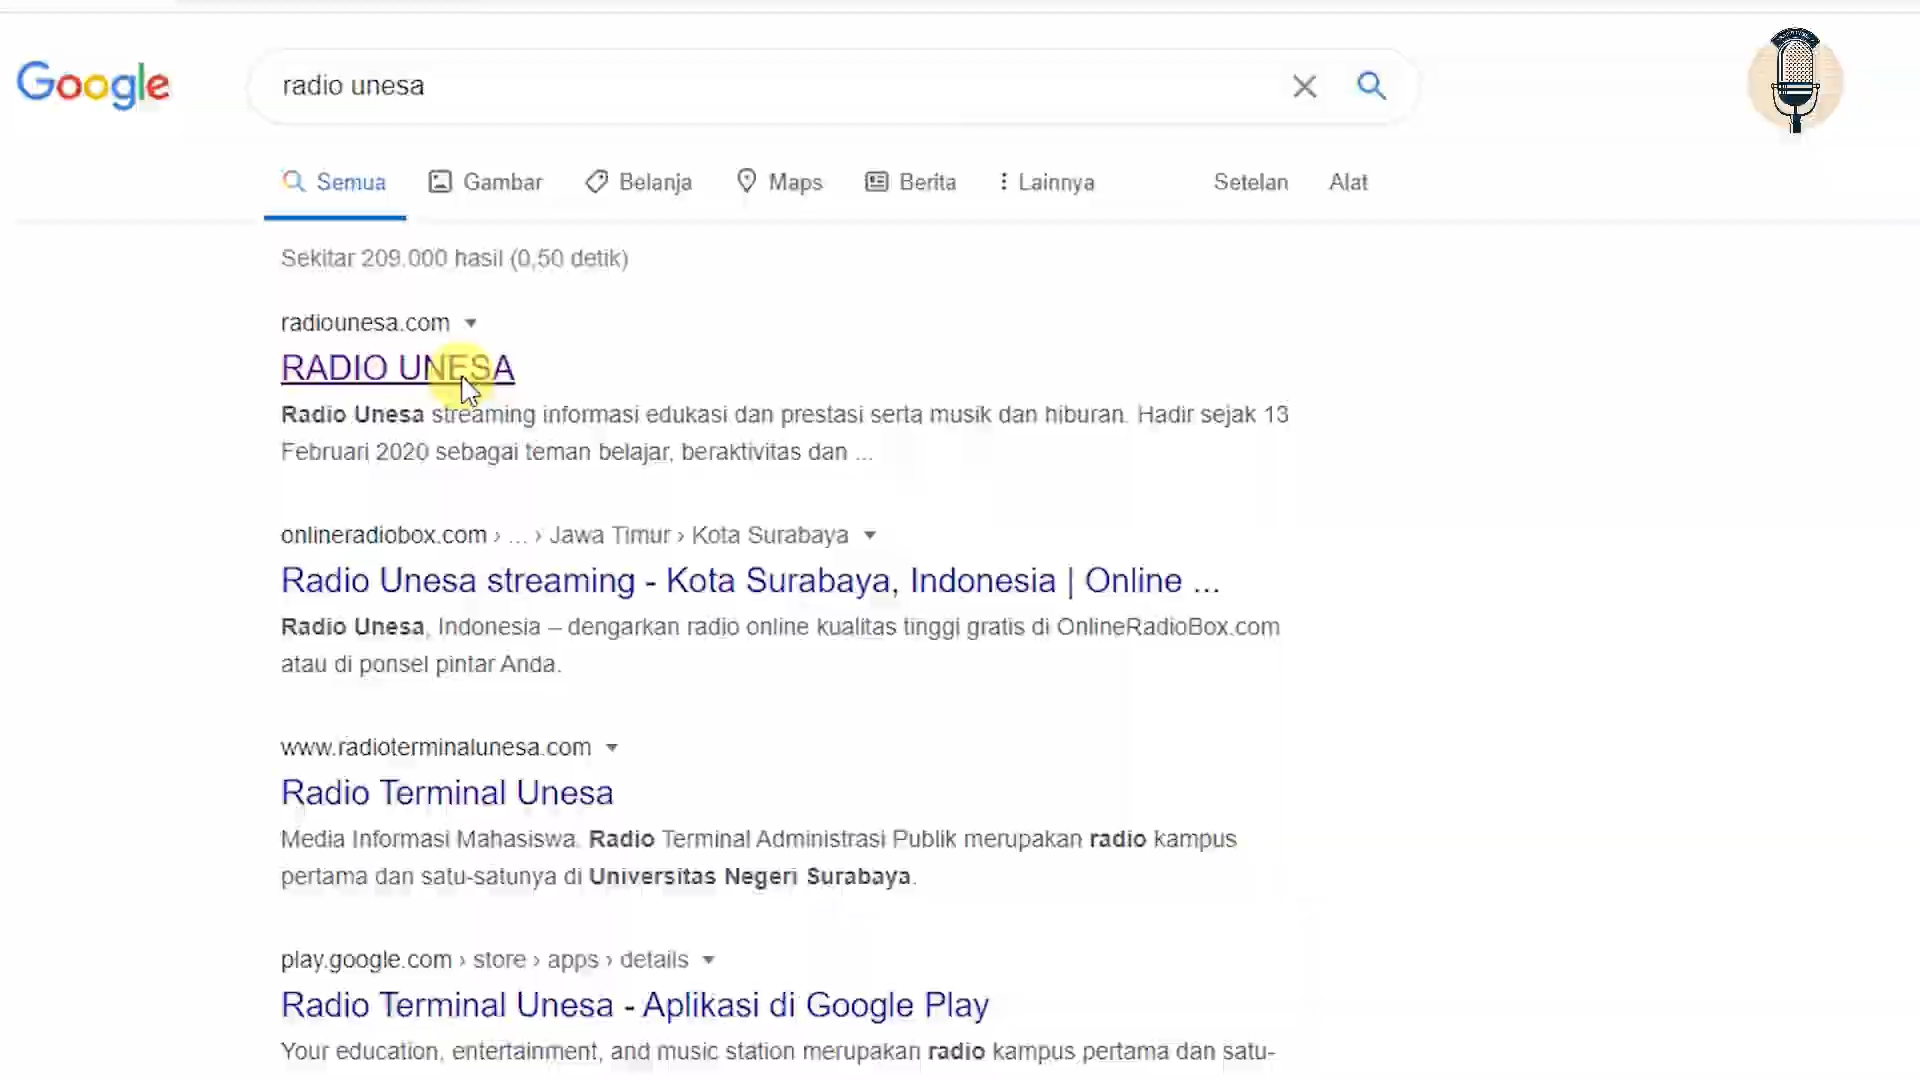 Google
radio unesa
Semua
Gambar
Belanja
Maps
Berita
Lainnya
Setelan
Alat
Sekitar 209.000 hasil (0,50 detik)
radiounesa.com
RADIO UNESA
Radio Unesa streaming informasi edukasi dan prestasi serta musik dan hiburan. Hadir sejak 13
Februari 2020 sebagai teman belajar, beraktivitas dan ...
onlineradiobox.com › ... › Jawa Timur › Kota Surabaya
Radio Unesa streaming - Kota Surabaya, Indonesia | Online ...
Radio Unesa, Indonesia – dengarkan radio online kualitas tinggi gratis di OnlineRadioBox.com
atau di ponsel pintar Anda.
www.radioterminalunesa.com
Radio Terminal Unesa
Media Informasi Mahasiswa. Radio Terminal Administrasi Publik merupakan radio kampus
pertama dan satu-satunya di Universitas Negeri Surabaya.
play.google.com › store › apps › details
Radio Terminal Unesa - Aplikasi di Google Play
Your education, entertainment, and music station merupakan radio kampus pertama dan satu-